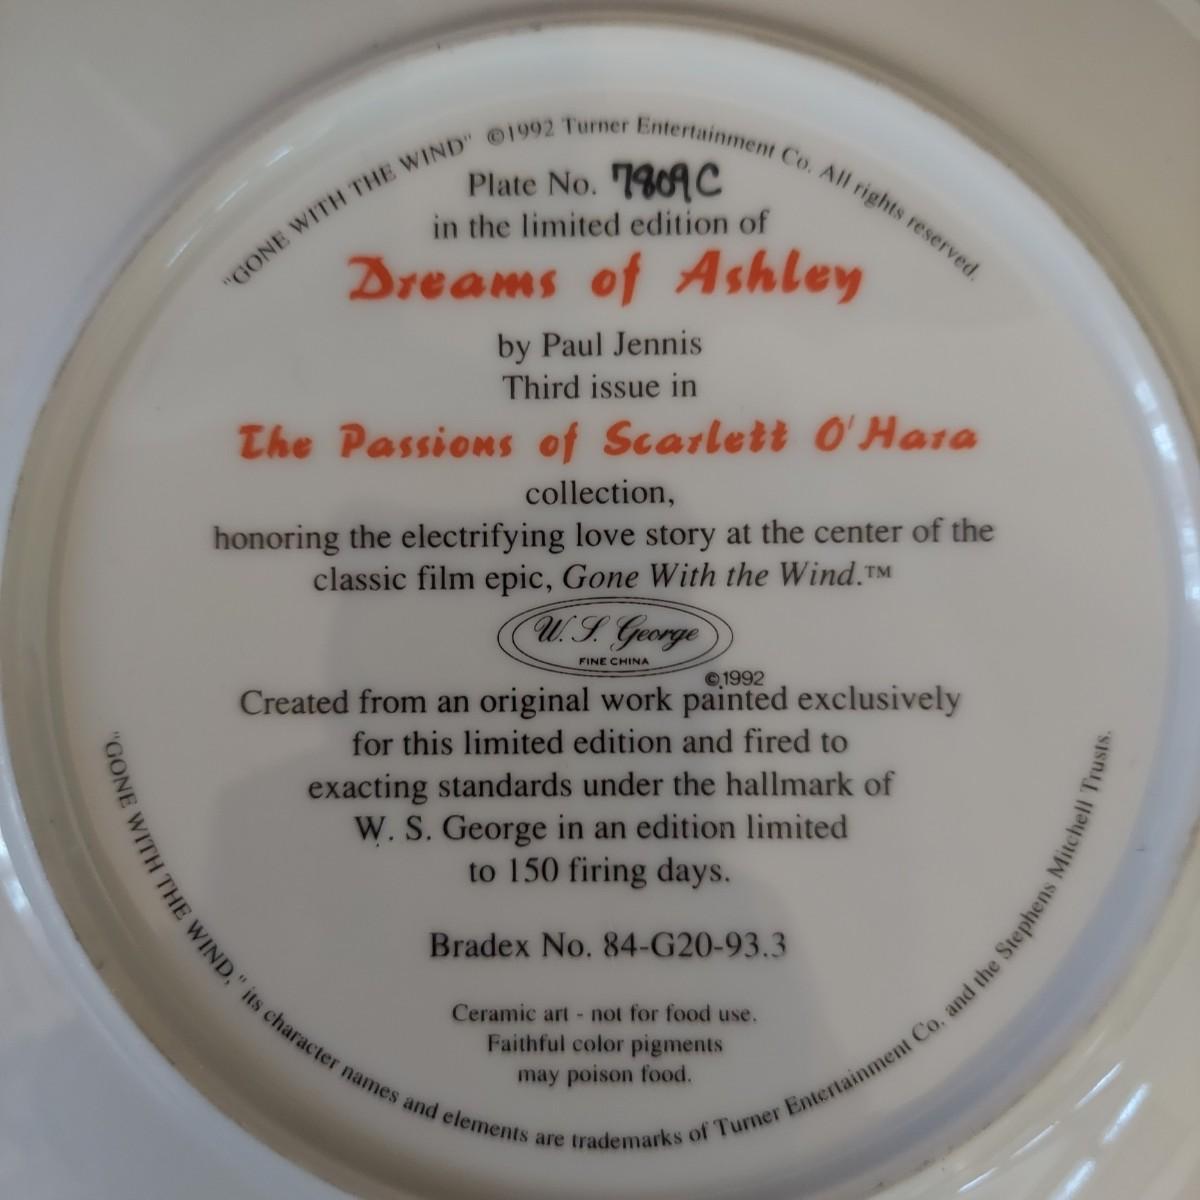 "GONE WITH THE WIND" ©1992 Turner Entertainment Co. All rights reserved.
Plate No. 7809C
in the limited edition of
Dreams of Ashley
by Paul Jennis
Third issue in
The Passions of Scarlett O'Hara
collection,
honoring the electrifying love story at the center of the
classic film epic, Gone With the Wind.™
W. S. George
FINE CHINA
©1992
Created from an original work painted exclusively
for this limited edition and fired to
exacting standards under the hallmark of
W. S. George in an edition limited
to 150 firing days.
Bradex No. 84-G20-93.3
Ceramic art - not for food use.
Faithful color pigments
may poison food.
"GONE WITH THE WIND," its character names and elements are trademarks of Turner Entertainment Co. and the Stephens Mitchell Trusts.